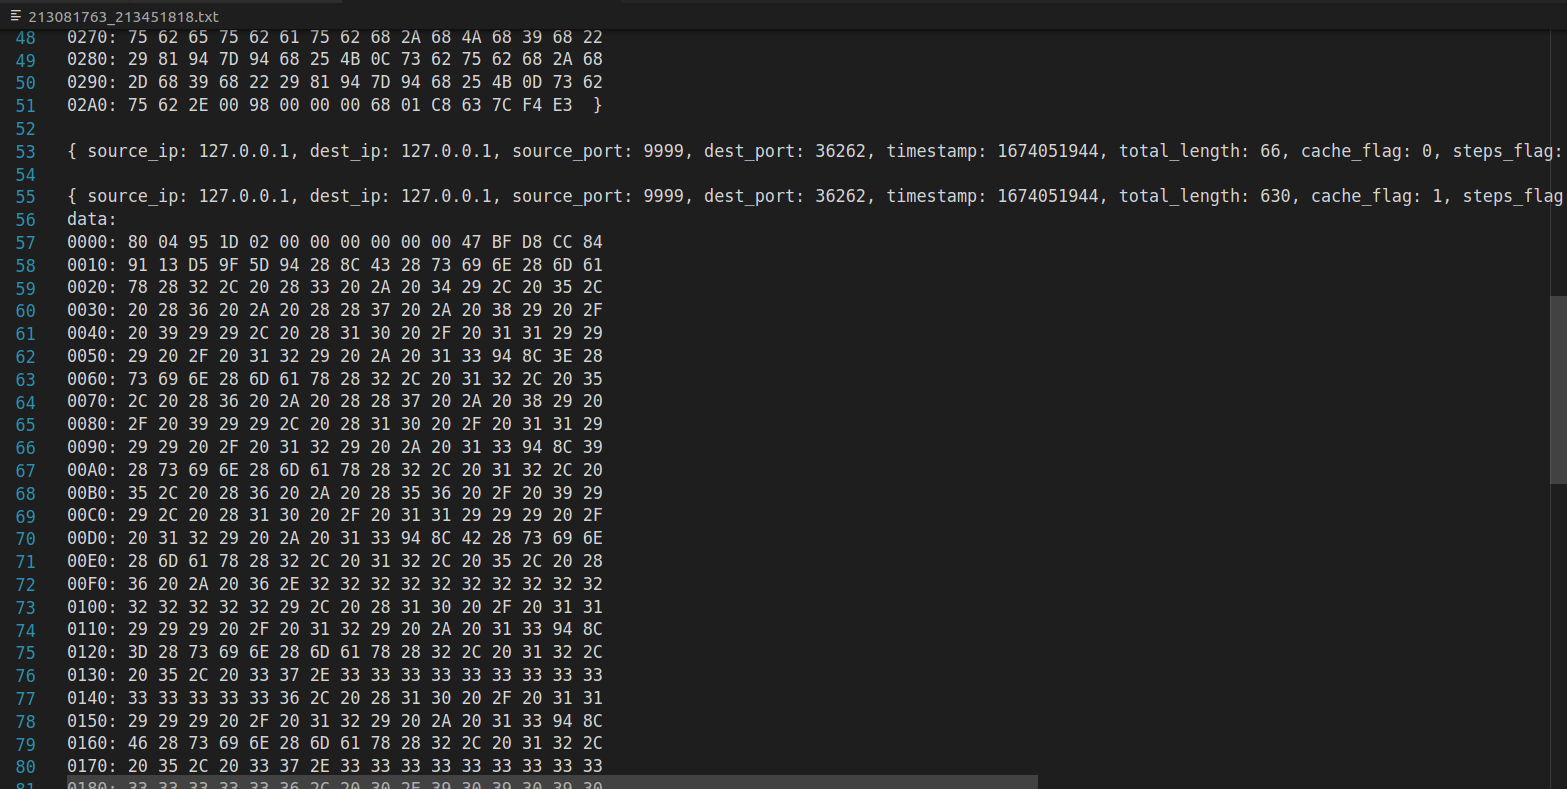 213081763_213451818.txt
48 0270: 75 62 65 75 62 61 75 62 68 2A 68 4A 68 39 68 22
49 0280: 29 81 94 7D 94 68 25 4B 0C 73 62 75 62 68 2A 68
50 0290: 2D 68 39 68 22 29 81 94 7D 94 68 25 4B 0D 73 62
51 02A0: 75 62 2E 00 98 00 00 00 68 01 C8 63 7C F4 E3 }
52
53 { source_ip: 127.0.0.1, dest_ip: 127.0.0.1, source_port: 9999, dest_port: 36262, timestamp: 1674051944, total_length: 66, cache_flag: 0, steps_flag:
54
55 { source_ip: 127.0.0.1, dest_ip: 127.0.0.1, source_port: 9999, dest_port: 36262, timestamp: 1674051944, total_length: 630, cache_flag: 1, steps_flag
56 data:
57 0000: 80 04 95 1D 02 00 00 00 00 00 00 47 BF D8 CC 84
58 0010: 91 13 D5 9F 5D 94 28 8C 43 28 73 69 6E 28 6D 61
59 0020: 78 28 32 2C 20 28 33 20 2A 20 34 29 2C 20 35 2C
60 0030: 20 28 36 20 2A 20 28 28 37 20 2A 20 38 29 20 2F
61 0040: 20 39 29 29 2C 20 28 31 30 20 2F 20 31 31 29 29
62 0050: 29 20 2F 20 31 32 29 20 2A 20 31 33 94 8C 3E 28
63 0060: 73 69 6E 28 6D 61 78 28 32 2C 20 31 32 2C 20 35
64 0070: 2C 20 28 36 20 2A 20 28 28 37 20 2A 20 38 29 20
65 0080: 2F 20 39 29 29 2C 20 28 31 30 20 2F 20 31 31 29
66 0090: 29 29 20 2F 20 31 32 29 20 2A 20 31 33 94 8C 39
67 00A0: 28 73 69 6E 28 6D 61 78 28 32 2C 20 31 32 2C 20
68 00B0: 35 2C 20 28 36 20 2A 20 28 35 36 20 2F 20 39 29
69 00C0: 29 2C 20 28 31 30 20 2F 20 31 31 29 29 29 20 2F
70 00D0: 20 31 32 29 20 2A 20 31 33 94 8C 42 28 73 69 6E
71 00E0: 28 6D 61 78 28 32 2C 20 31 32 2C 20 35 2C 20 28
72 00F0: 36 20 2A 20 36 2E 32 32 32 32 32 32 32 32 32 32
73 0100: 32 32 32 32 32 29 2C 20 28 31 30 20 2F 20 31 31
74 0110: 29 29 29 20 2F 20 31 32 29 20 2A 20 31 33 94 8C
75 0120: 3D 28 73 69 6E 28 6D 61 78 28 32 2C 20 31 32 2C
76 0130: 20 35 2C 20 33 37 2E 33 33 33 33 33 33 33 33 33
77 0140: 33 33 33 33 33 36 2C 20 28 31 30 20 2F 20 31 31
78 0150: 29 29 29 20 2F 20 31 32 29 20 2A 20 31 33 94 8C
79 0160: 46 28 73 69 6E 28 6D 61 78 28 32 2C 20 31 32 2C
80 0170: 20 35 2C 20 33 37 2E 33 33 33 33 33 33 33 33 33
81 0180: 33 33 33 33 33 36 2C 20 30 2E 39 30 39 30 39 30